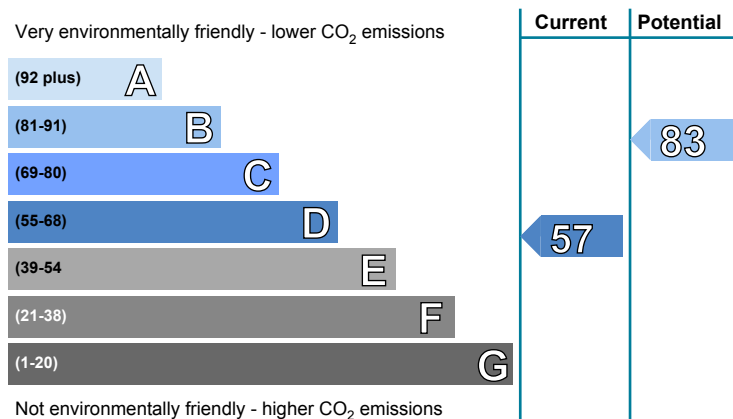 Very environmentally friendly - lower CO₂ emissions
Current
Potential
(92 plus) A
(81-91) B
(69-80) C
(55-68) D
(39-54 E
(21-38) F
(1-20) G
83
57
Not environmentally friendly - higher CO₂ emissions